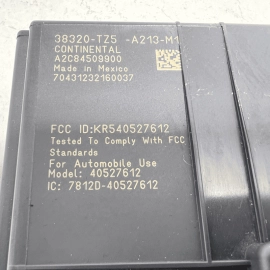 38320-TZ5 -A213-M1
CONTINENTAL
A2C84509900
Made in Mexico
70431232160037
FCC ID:KR540527612
Tested To Comply With FCC
Standards
For Automobile Use
Model: 40527612
IC: 7812D-40527612